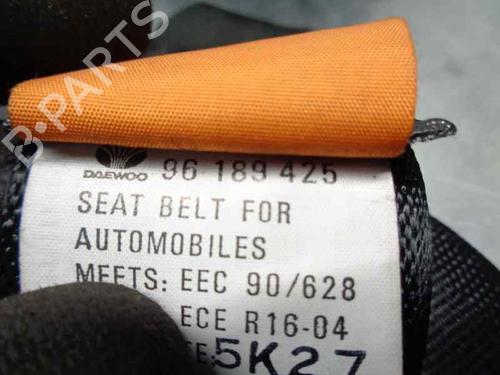 B-PARTS
DAEWOO 96 189 425
SEAT BELT FOR
AUTOMOBILES
MEETS: EEC 90/628
ECE R16-04
5K27